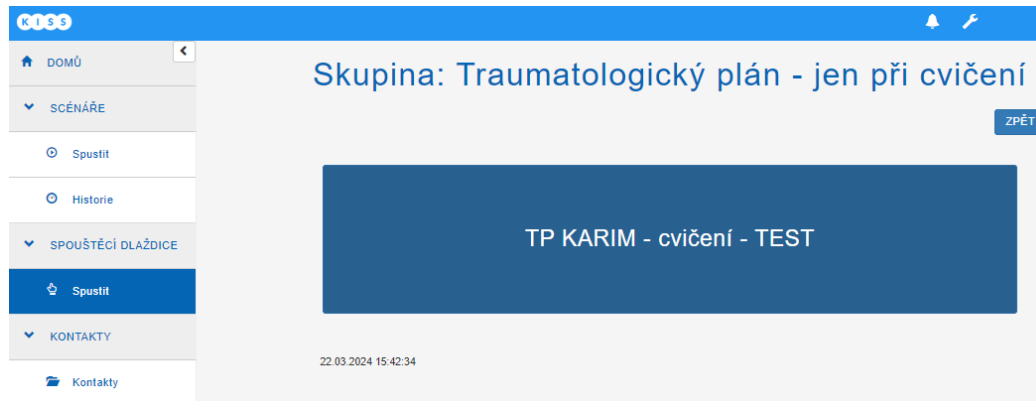 KISS
DOMŮ
SCÉNÁŘE
Spustit
Historie
SPOUŠTĚCÍ DLAŽDICE
Spustit
KONTAKTY
Kontakty
Skupina: Traumatologický plán - jen při cvičení
ZPĚT
TP KARIM - cvičení - TEST
22.03.2024 15:42:34